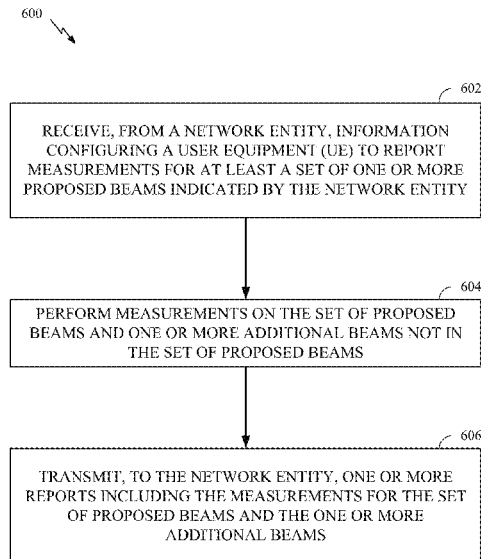 600
602
RECEIVE, FROM A NETWORK ENTITY, INFORMATION
CONFIGURING A USER EQUIPMENT (UE) TO REPORT
MEASUREMENTS FOR AT LEAST A SET OF ONE OR MORE
PROPOSED BEAMS INDICATED BY THE NETWORK ENTITY
604
PERFORM MEASUREMENTS ON THE SET OF PROPOSED
BEAMS AND ONE OR MORE ADDITIONAL BEAMS NOT IN
THE SET OF PROPOSED BEAMS
606
TRANSMIT, TO THE NETWORK ENTITY, ONE OR MORE
REPORTS INCLUDING THE MEASUREMENTS FOR THE SET
OF PROPOSED BEAMS AND THE ONE OR MORE
ADDITIONAL BEAMS